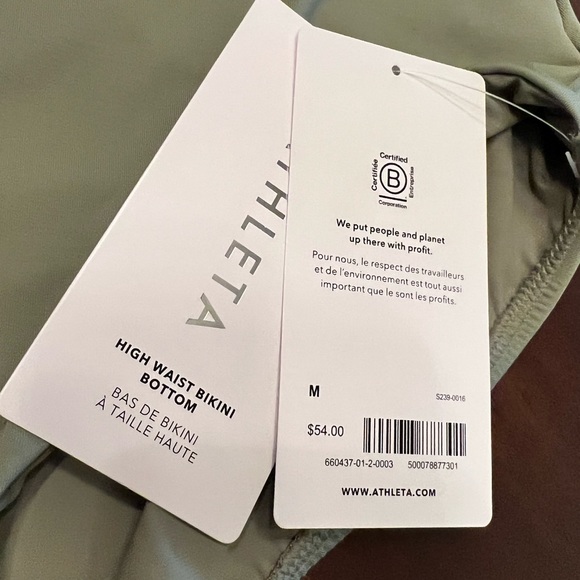 ATHLETA
HIGH WAIST BIKINI
BOTTOM
BAS DE BIKINI
À TAILLE HAUTE
Certified
Certifiée
B
Entreprise
Corporation
We put people and planet
up there with profit.
Pour nous, le respect des travailleurs
et de l'environnement est tout aussi
important que le sont les profits.
M
S239-0016
$54.00
660437-01-2-0003 500078877301
WWW.ATHLETA.COM